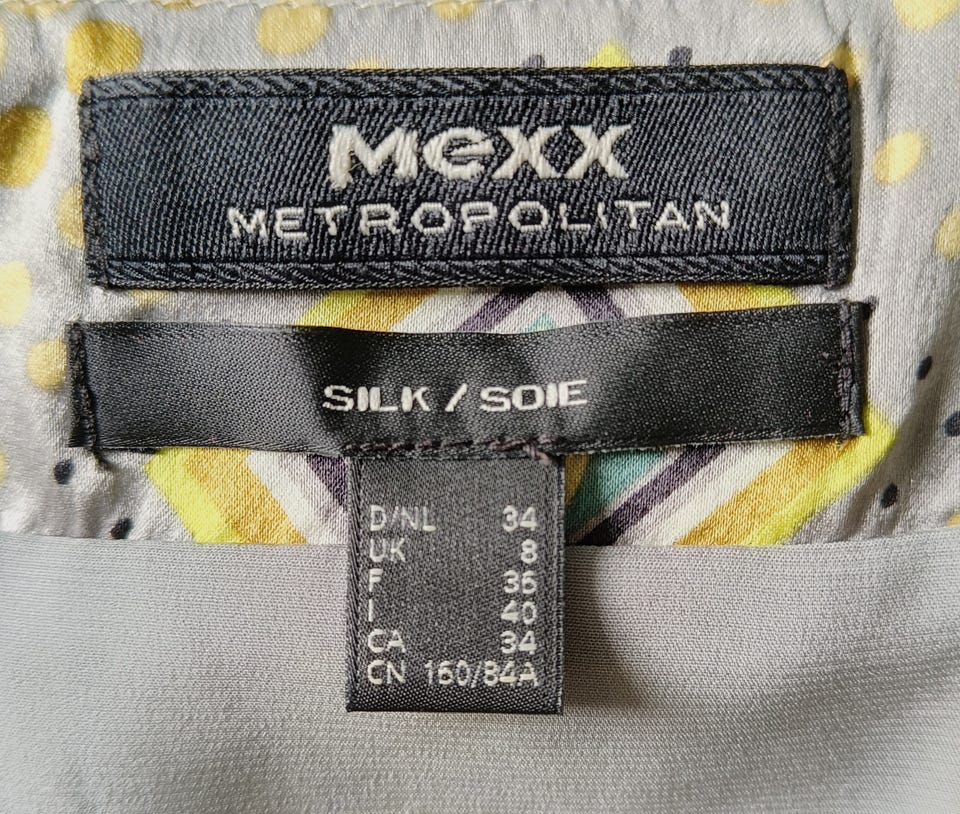 Mexx
METROPOLITAN
SILK / SOIE
D/NL 34
UK 8
F 36
I 40
CA 34
CN 160/84A